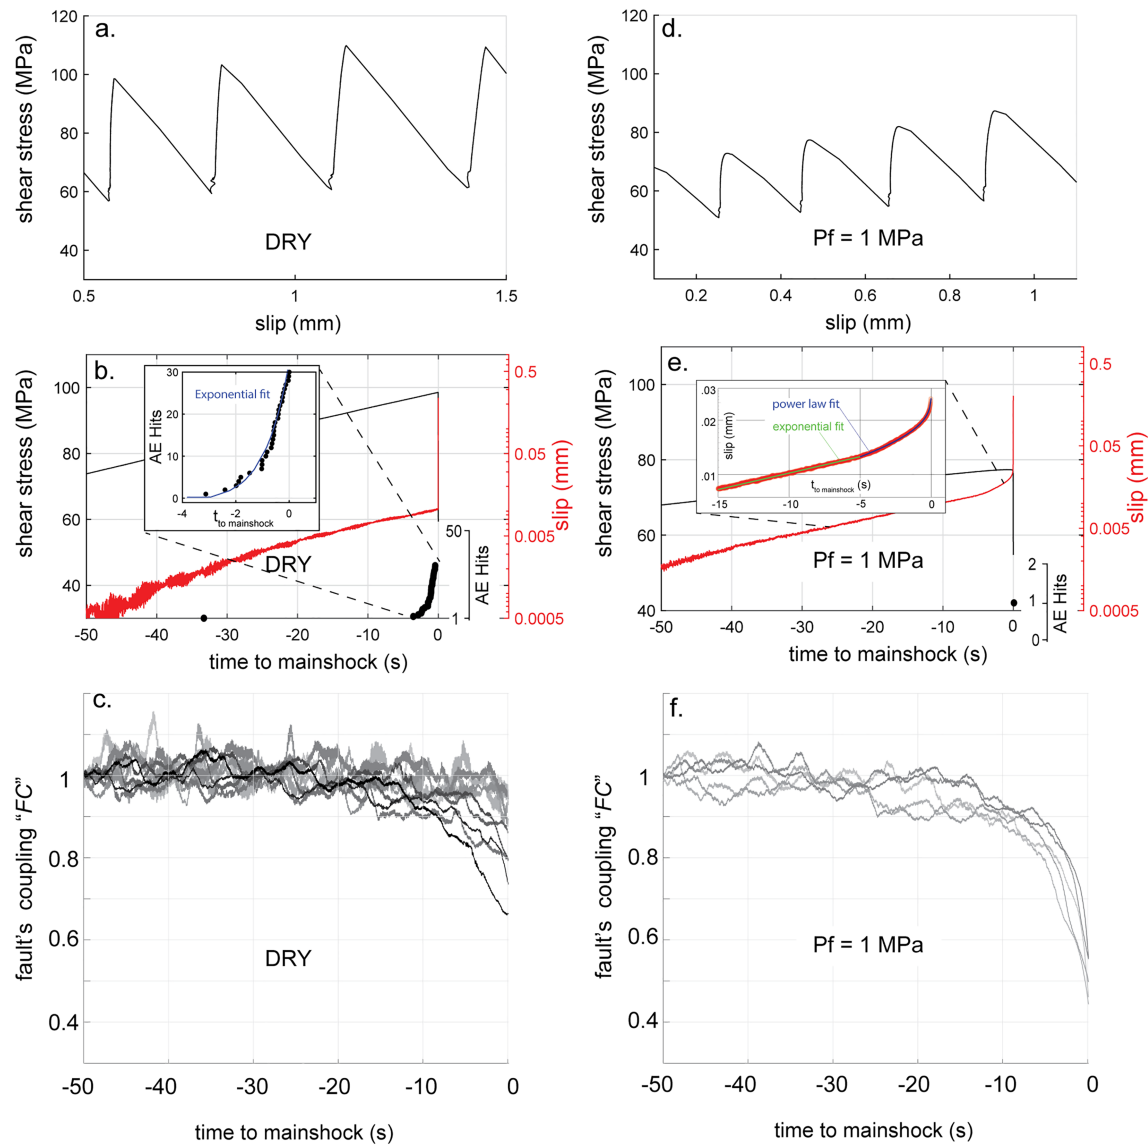 a.
shear stress (MPa)
120
100
80
60
40
DRY
0.5 1 1.5
slip (mm)
d.
shear stress (MPa)
120
100
80
60
40
Pf = 1 MPa
0.2 0.4 0.6 0.8 1
slip (mm)
b.
shear stress (MPa)
100
80
60
40
AE Hits
30
20
10
0
Exponential fit
-4 -2 0
t to mainshock (s)
DRY
50
1
AE Hits
0.5
0.05
0.005
0.0005
slip (mm)
-50 -40 -30 -20 -10 0
time to mainshock (s)
e.
shear stress (MPa)
100
80
60
40
slip (mm)
.03
.02
.01
power law fit
exponential fit
t to mainshock (s)
-15 -10 -5 0
Pf = 1 MPa
2
1
0
AE Hits
0.5
0.05
0.005
0.0005
slip (mm)
-50 -40 -30 -20 -10 0
time to mainshock (s)
c.
fault's coupling "FC"
1
0.8
0.6
0.4
DRY
-50 -40 -30 -20 -10 0
time to mainshock (s)
f.
fault's coupling "FC"
1
0.8
0.6
0.4
Pf = 1 MPa
-50 -40 -30 -20 -10 0
time to mainshock (s)